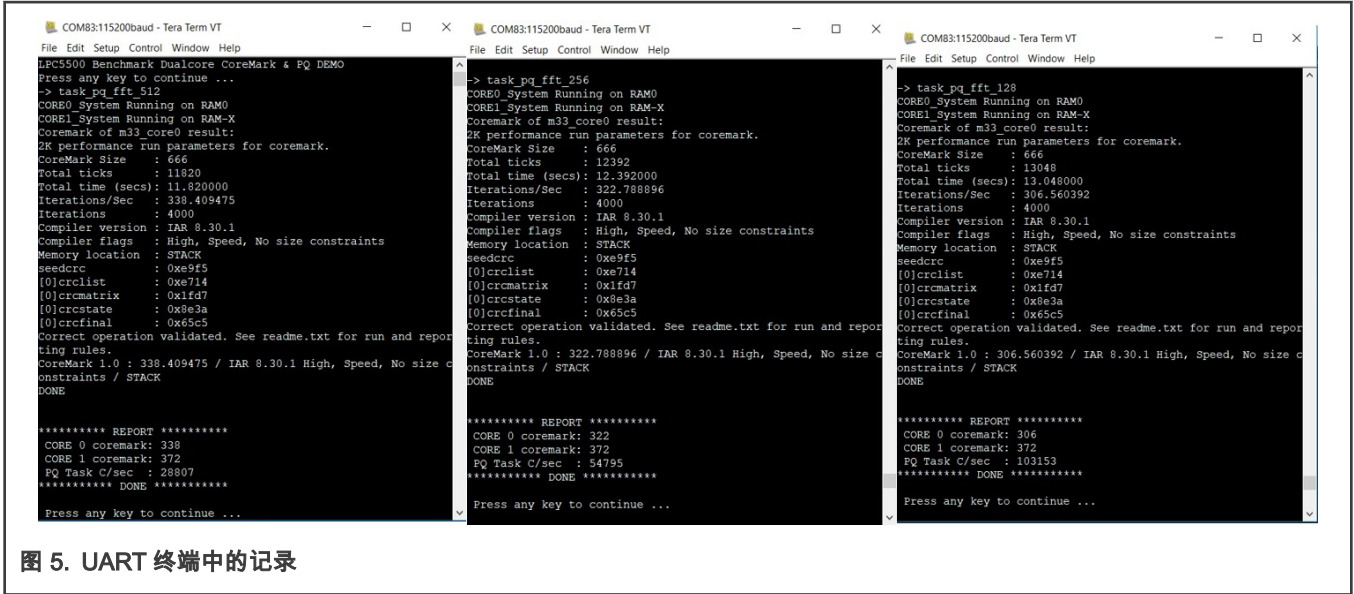 COM83:115200baud - Tera Term VT
File Edit Setup Control Window Help
LPC5500 Benchmark Dualcore CoreMark & PQ DEMO
Press any key to continue ...
-> task_pq_fft_512
CORE0_System Running on RAM0
CORE1_System Running on RAM-X
Coremark of m33_core0 result:
2K performance run parameters for coremark.
CoreMark Size : 666
Total ticks : 11820
Total time (secs): 11.820000
Iterations/Sec : 338.409475
Iterations : 4000
Compiler version : IAR 8.30.1
Compiler flags : High, Speed, No size constraints
Memory location : STACK
seedcrc : 0xe9f5
[0]crclist : 0xe714
[0]crcmatrix : 0x1fd7
[0]crcstate : 0x8e3a
[0]crcfinal : 0x65c5
Correct operation validated. See readme.txt for run and repor
ting rules.
CoreMark 1.0 : 338.409475 / IAR 8.30.1 High, Speed, No size c
onstraints / STACK
DONE
********** REPORT **********
CORE 0 coremark: 338
CORE 1 coremark: 372
PQ Task C/sec : 28807
*********** DONE ***********
Press any key to continue ...
COM83:115200baud - Tera Term VT
File Edit Setup Control Window Help
-> task_pq_fft_256
CORE0_System Running on RAM0
CORE1_System Running on RAM-X
Coremark of m33_core0 result:
2K performance run parameters for coremark.
CoreMark Size : 666
Total ticks : 12392
Total time (secs): 12.392000
Iterations/Sec : 322.788896
Iterations : 4000
Compiler version : IAR 8.30.1
Compiler flags : High, Speed, No size constraints
Memory location : STACK
seedcrc : 0xe9f5
[0]crclist : 0xe714
[0]crcmatrix : 0x1fd7
[0]crcstate : 0x8e3a
[0]crcfinal : 0x65c5
Correct operation validated. See readme.txt for run and repor
ting rules.
CoreMark 1.0 : 322.788896 / IAR 8.30.1 High, Speed, No size c
onstraints / STACK
DONE
********** REPORT **********
CORE 0 coremark: 322
CORE 1 coremark: 372
PQ Task C/sec : 54795
*********** DONE ***********
Press any key to continue ...
COM83:115200baud - Tera Term VT
File Edit Setup Control Window Help
-> task_pq_fft_128
CORE0_System Running on RAM0
CORE1_System Running on RAM-X
Coremark of m33_core0 result:
2K performance run parameters for coremark.
CoreMark Size : 666
Total ticks : 13048
Total time (secs): 13.048000
Iterations/Sec : 306.560392
Iterations : 4000
Compiler version : IAR 8.30.1
Compiler flags : High, Speed, No size constraints
Memory location : STACK
seedcrc : 0xe9f5
[0]crclist : 0xe714
[0]crcmatrix : 0x1fd7
[0]crcstate : 0x8e3a
[0]crcfinal : 0x65c5
Correct operation validated. See readme.txt for run and repor
ting rules.
CoreMark 1.0 : 306.560392 / IAR 8.30.1 High, Speed, No size c
onstraints / STACK
DONE
********** REPORT **********
CORE 0 coremark: 306
CORE 1 coremark: 372
PQ Task C/sec : 103153
*********** DONE ***********
Press any key to continue ...
图 5. UART 终端中的记录